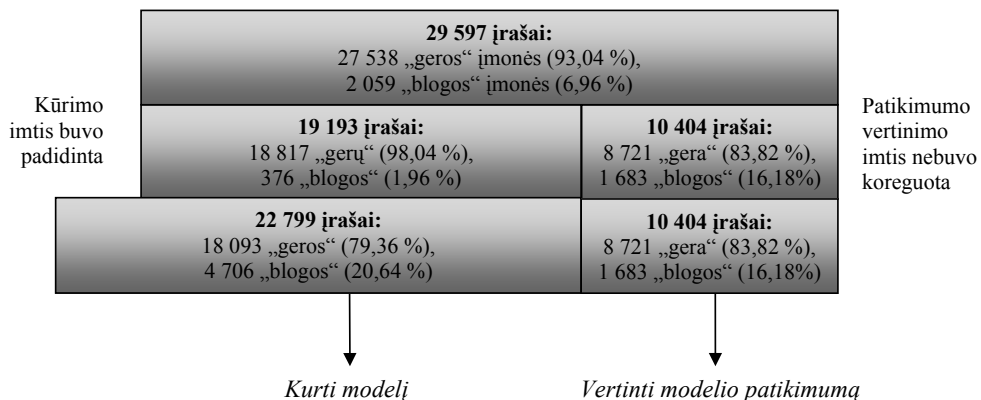 29 597 įrašai:
27 538 „geros“ įmonės (93,04 %),
2 059 „blogos“ įmonės (6,96 %)
Kūrimo
imtis buvo
padidinta
19 193 įrašai:
18 817 „gerų“ (98,04 %),
376 „blogos“ (1,96 %)
10 404 įrašai:
8 721 „gera“ (83,82 %),
1 683 „blogos“ (16,18%)
Patikimumo
vertinimo
imtis nebuvo
koreguota
22 799 įrašai:
18 093 „geros“ (79,36 %),
4 706 „blogos“ (20,64 %)
10 404 įrašai:
8 721 „gera“ (83,82 %),
1 683 „blogos“ (16,18%)
Kurti modelį
Vertinti modelio patikimumą